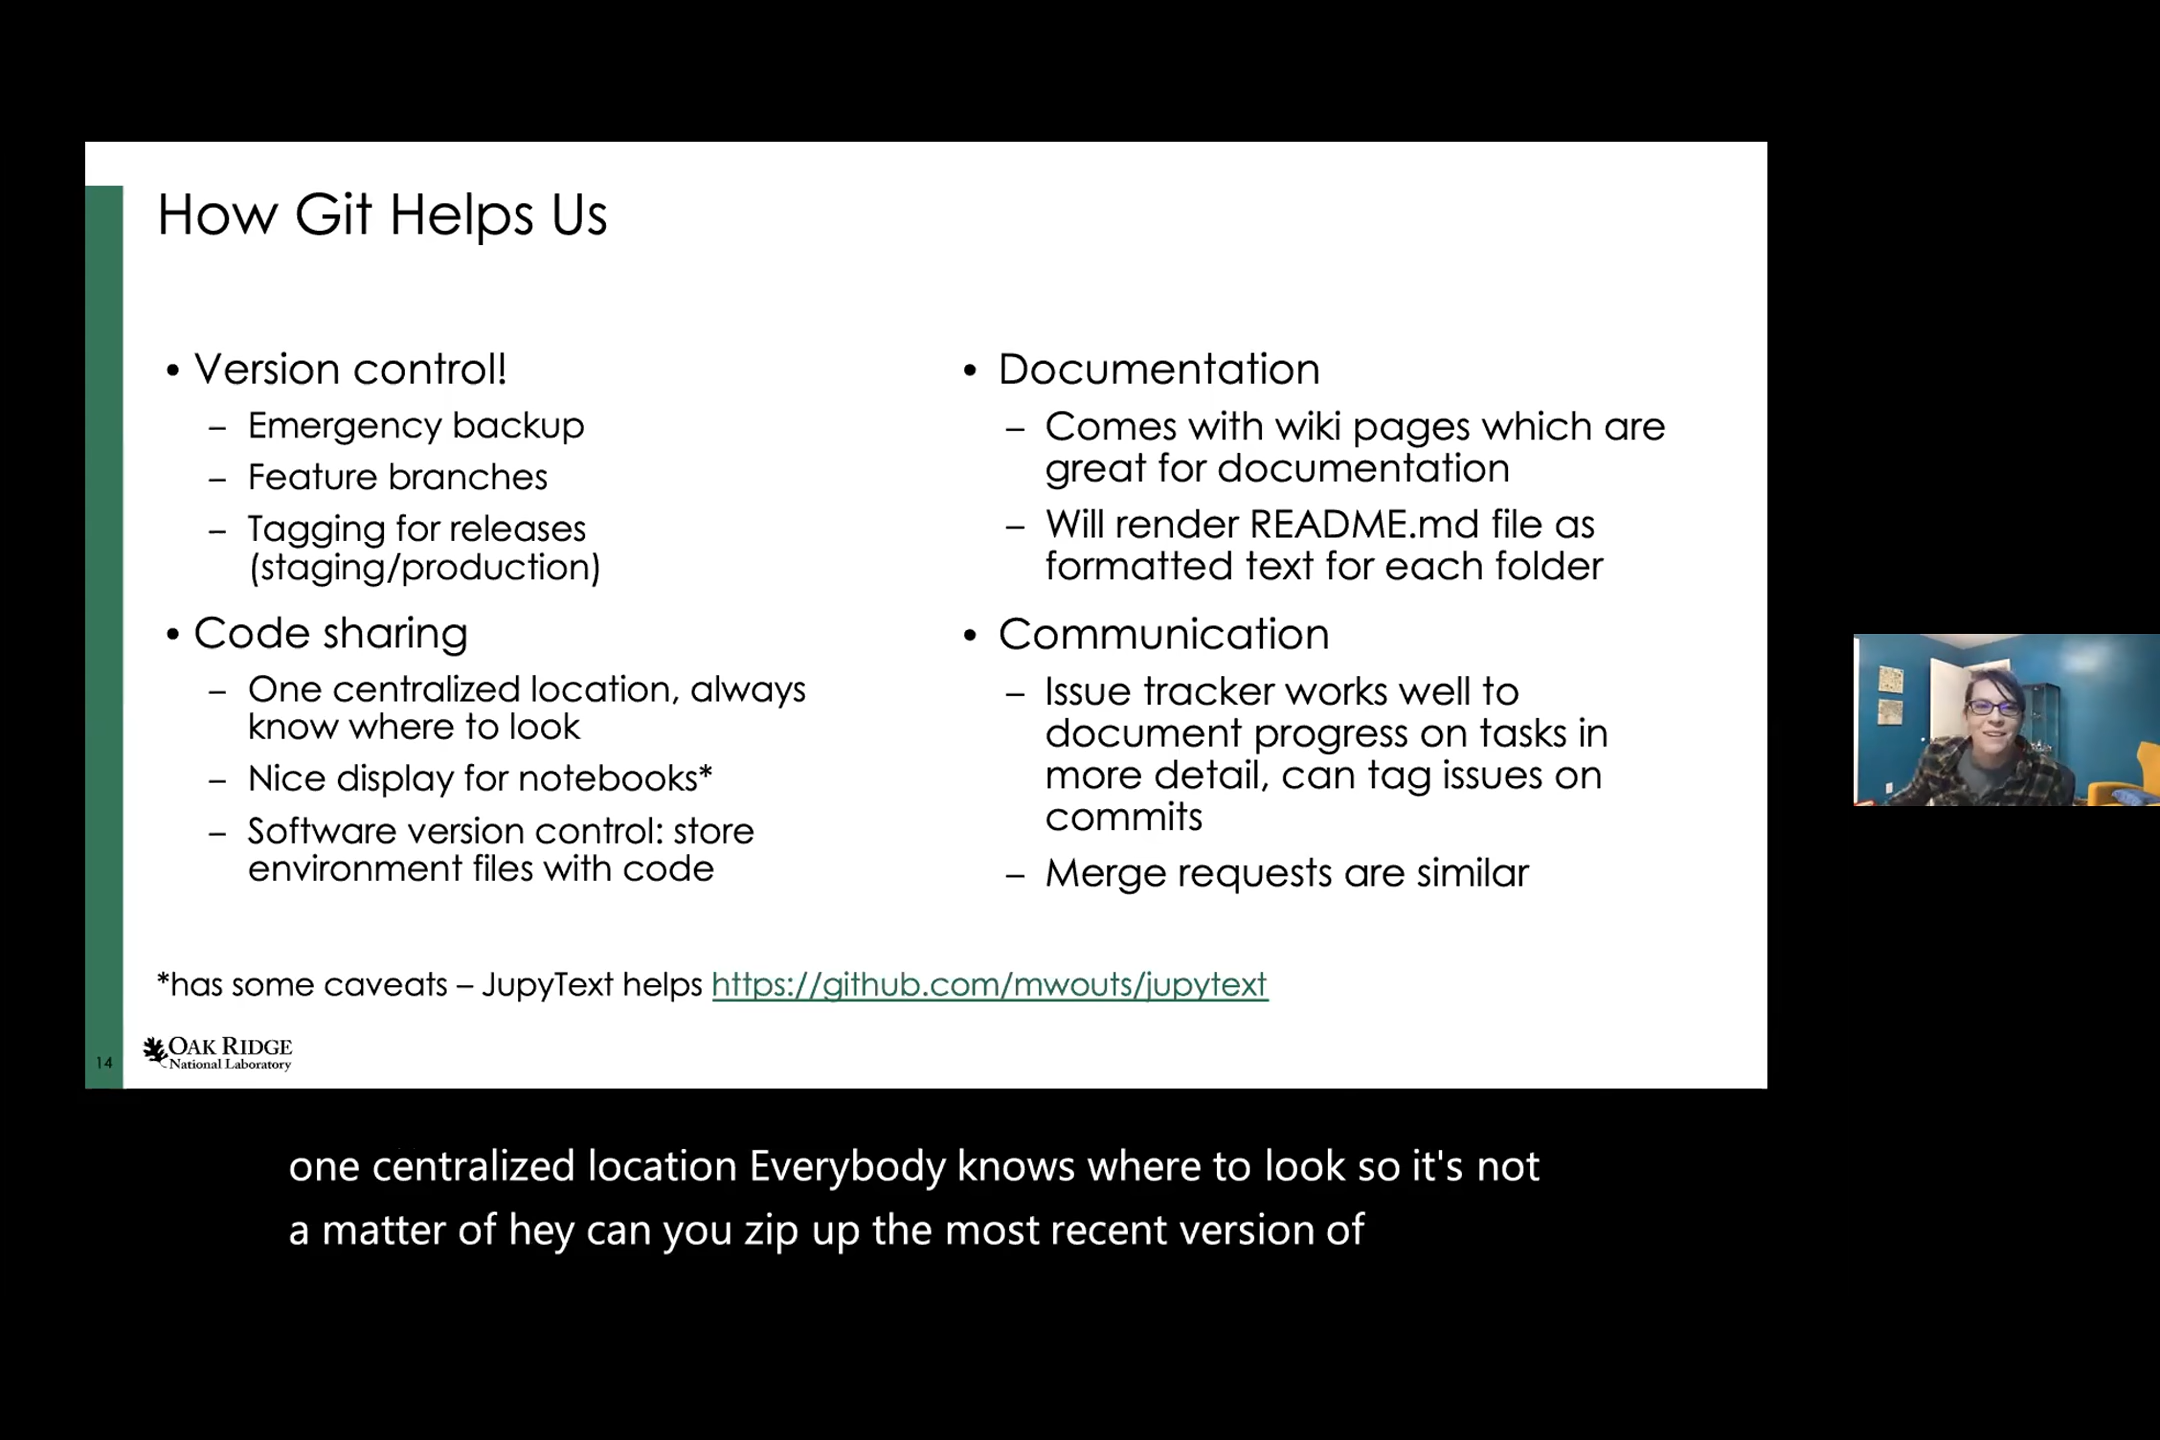 How Git Helps Us
• Version control!
– Emergency backup
– Feature branches
– Tagging for releases
(staging/production)
• Code sharing
– One centralized location, always
know where to look
– Nice display for notebooks*
– Software version control: store
environment files with code
• Documentation
– Comes with wiki pages which are
great for documentation
– Will render README.md file as
formatted text for each folder
• Communication
– Issue tracker works well to
document progress on tasks in
more detail, can tag issues on
commits
– Merge requests are similar
*has some caveats – JupyText helps https://github.com/mwouts/jupytext
14
OAK RIDGE
National Laboratory
one centralized location Everybody knows where to look so it's not
a matter of hey can you zip up the most recent version of